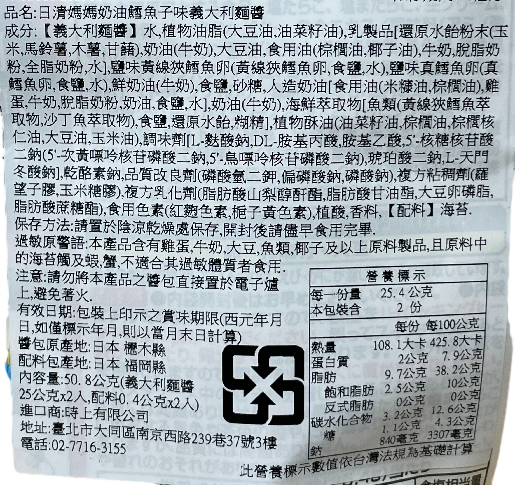 品名:日清媽媽奶油鱈魚子味義大利麵醬
成分:【義大利麵醬】水,植物油脂(大豆油,油菜籽油),乳製品[還原水飴粉末(玉
米,馬鈴薯,木薯,甘藷),奶油(牛奶),大豆油,食用油(棕櫚油,椰子油),牛奶,脫脂奶
粉,全脂奶粉,水],鹽味黃線狹鱈魚卵(黃線狹鱈魚卵,食鹽,水),鹽味真鱈魚卵(真
鱈魚卵,食鹽,水),鮮奶油(牛奶),食鹽,砂糖,人造奶油[食用油(米糠油,棕櫚油),雞
蛋,牛奶,脫脂奶粉,奶油,食鹽,水],奶油(牛奶),海鮮萃取物[魚類(黃線狹鱈魚萃
取物,沙丁魚萃取物),食鹽,還原水飴,糊精],植物酥油(油菜籽油,棕櫚油,棕櫚核
仁油,大豆油,玉米油),調味劑[L-麩酸鈉,DL-胺基丙酸,胺基乙酸,5'-核糖核苷酸
二鈉(5'-次黃嘌呤核苷磷酸二鈉,5'-鳥嘌呤核苷磷酸二鈉),琥珀酸二鈉,L-天門
冬酸鈉],乾酪素鈉,品質改良劑(磷酸氫二鉀,偏磷酸鈉,磷酸鈉),複方粘稠劑(羅
望子膠,玉米糖膠),複方乳化劑(脂肪酸山梨醇酐酯,脂肪酸甘油酯,大豆卵磷脂,
脂肪酸蔗糖酯),食用色素(紅麴色素,梔子黃色素),植酸,香料,【配料】海苔.
保存方法:請置於陰涼乾燥處保存,開封後請儘早食用完畢.
過敏原警語:本產品含有雞蛋,牛奶,大豆,魚類,椰子及以上原料製品,且原料中
的海苔觸及蝦,蟹,不適合其過敏體質者食用.
注意:請勿將本產品之醬包直接置於電子爐
上,避免著火.
有效日期:包裝上印示之賞味期限(西元年月
日,如僅標示年月,則以當月末日計算)
醬包原產地:日本 櫪木縣
配料包原產地:日本 福岡縣
內容量:50.8公克(義大利麵醬
25公克x2人,配料0.4公克x2人)
進口商:時上有限公司
地址:臺北市大同區南京西路239巷37號3樓
電話:02-7716-3155
營養標示
每一份量 25.4公克
本包裝含 2 份
每份 每100公克
熱量 108.1大卡 425.8大卡
蛋白質 2公克 7.9公克
脂肪 9.7公克 38.2公克
飽和脂肪 2.5公克 10公克
反式脂肪 0公克 0公克
碳水化合物 3.2公克 12.6公克
糖 1.1公克 4.3公克
鈉 840毫克 3307毫克
此營養標示數值依台灣法規為基礎計算